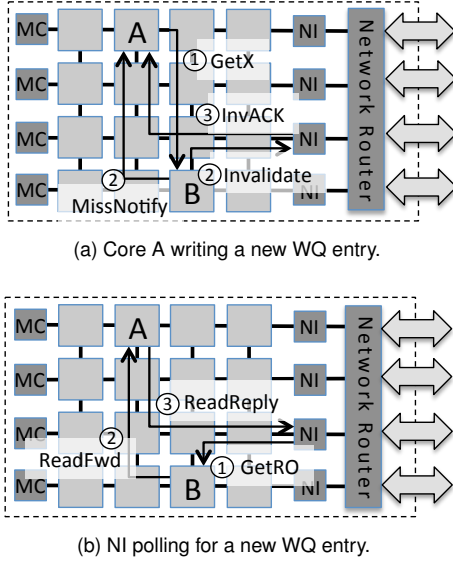 MC A NI
① GetX
MC NI
③ InvACK
MC NI
② ② Invalidate
MC MissNotify B NI
Network Router
(a) Core A writing a new WQ entry.
MC A NI
MC NI
③ ReadReply
MC ② NI
ReadFwd ① GetRO
MC B NI
Network Router
(b) NI polling for a new WQ entry.